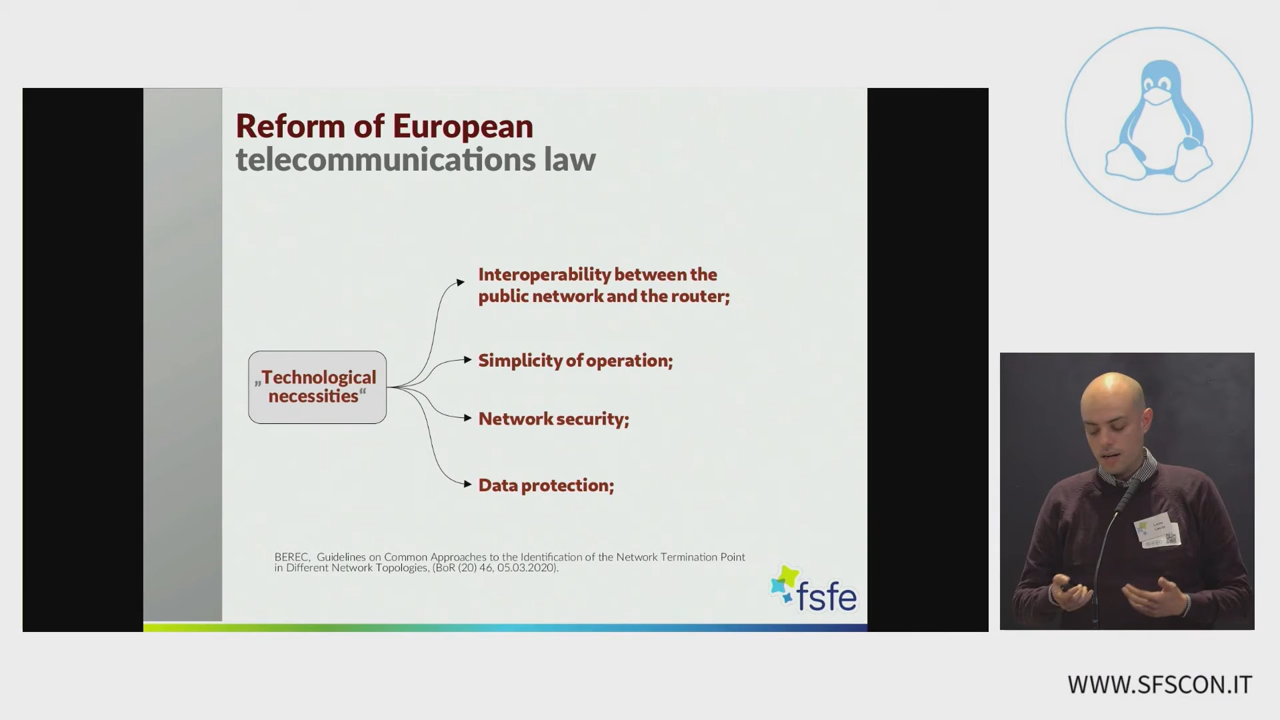 Reform of European
telecommunications law
Interoperability between the
public network and the router;
„Technological
necessities“
Simplicity of operation;
Network security;
Data protection;
BEREC, Guidelines on Common Approaches to the Identification of the Network Termination Point
in Different Network Topologies, (BoR (20) 46, 05.03.2020).
fsfe
WWW.SFSCON.IT